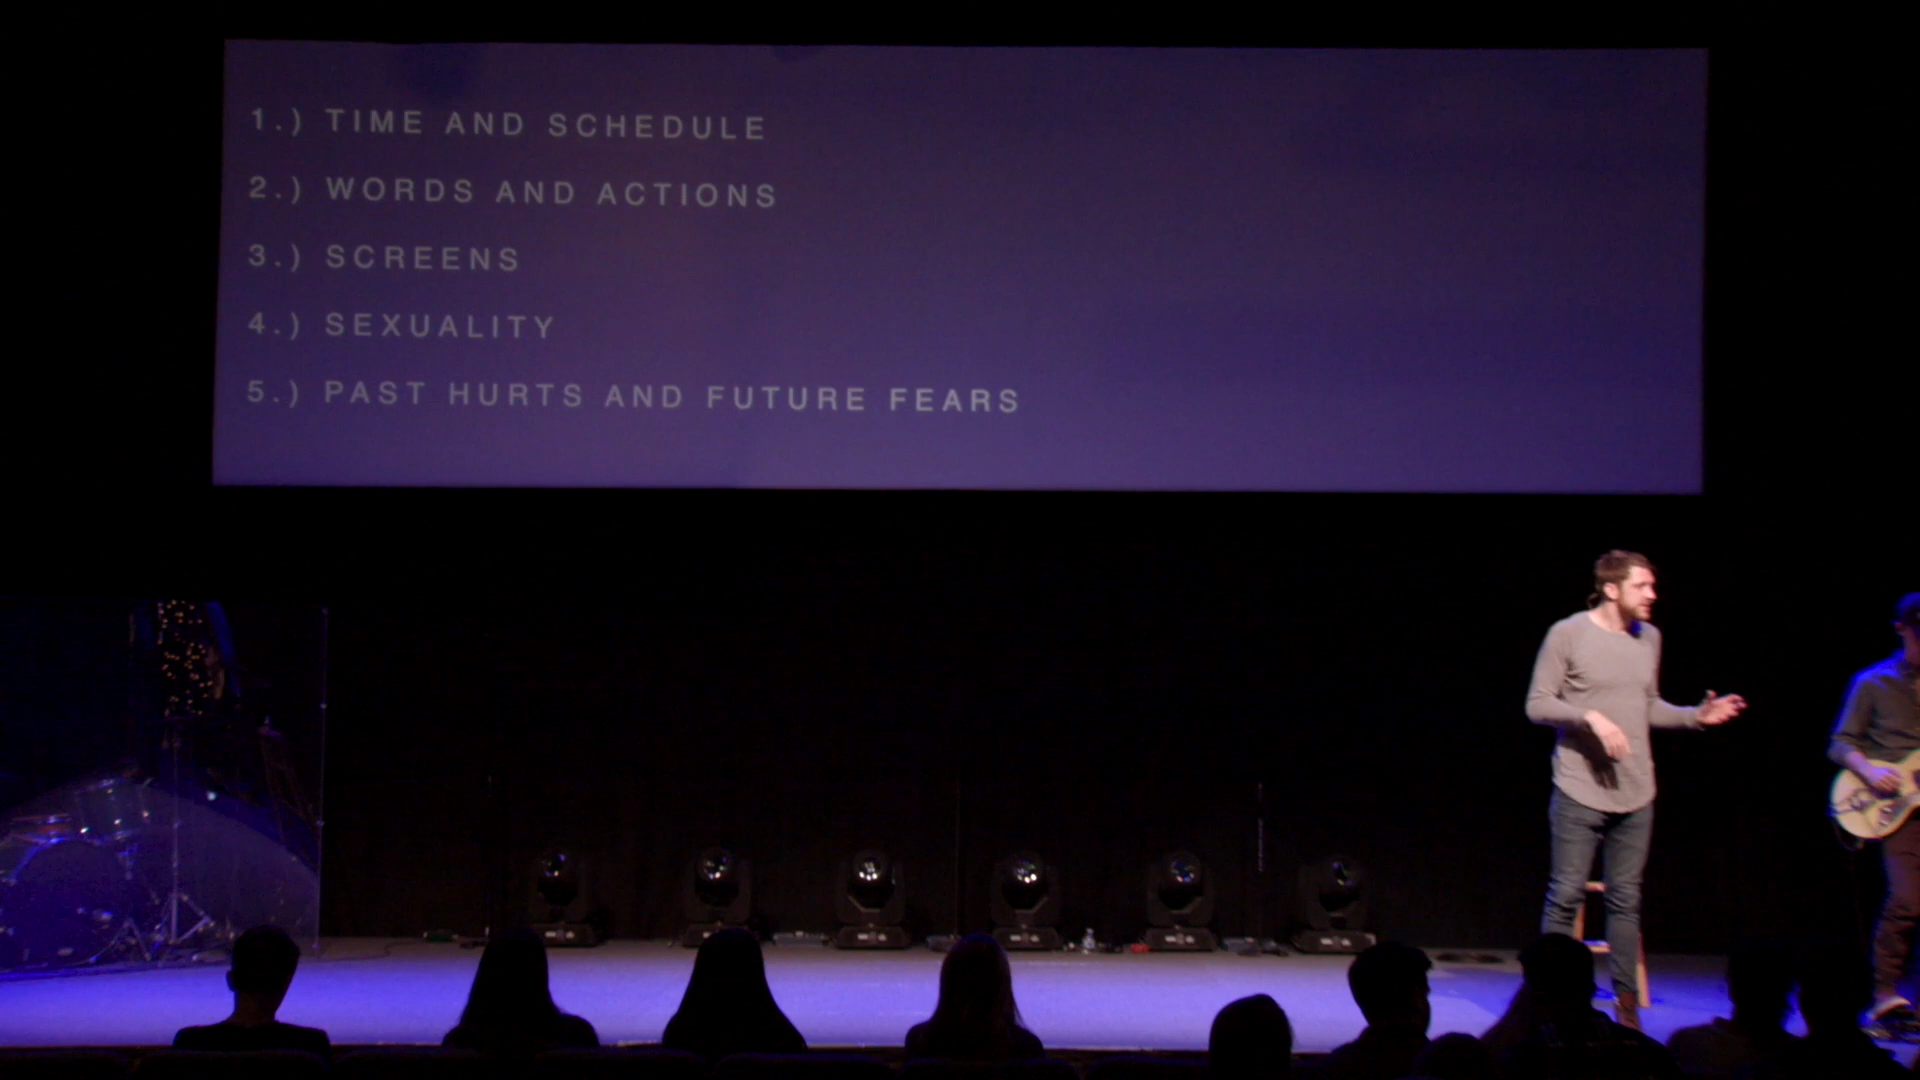 1.) TIME AND SCHEDULE
2.) WORDS AND ACTIONS
3.) SCREENS
4.) SEXUALITY
5.) PAST HURTS AND FUTURE FEARS